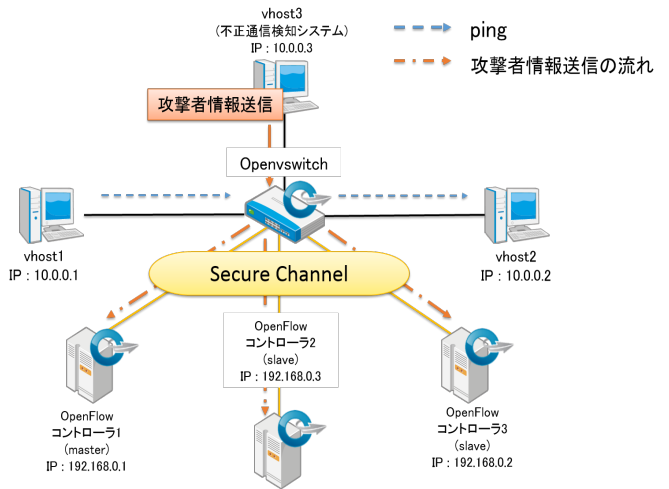 vhost3
(不正通信検知システム)
IP : 10.0.0.3
ping
攻撃者情報送信の流れ
攻撃者情報送信
Openvswitch
vhost1
IP : 10.0.0.1
vhost2
IP : 10.0.0.2
Secure Channel
OpenFlow
コントローラ2
(slave)
IP : 192.168.0.3
OpenFlow
コントローラ1
(master)
IP : 192.168.0.1
OpenFlow
コントローラ3
(slave)
IP : 192.168.0.2